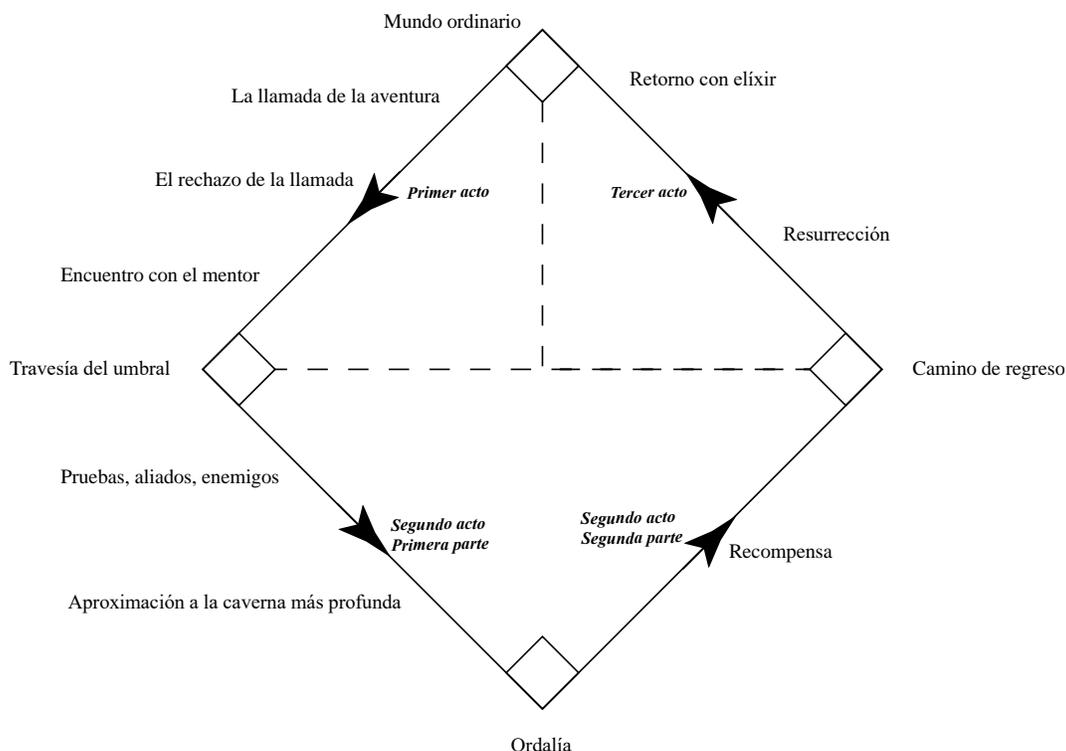 Mundo ordinario
Retorno con elíxir
La llamada de la aventura
El rechazo de la llamada
Primer acto
Tercer acto
Resurrección
Encuentro con el mentor
Travesía del umbral
Camino de regreso
Pruebas, aliados, enemigos
Segundo acto
Primera parte
Segundo acto
Segunda parte
Recompensa
Aproximación a la caverna más profunda
Ordalía